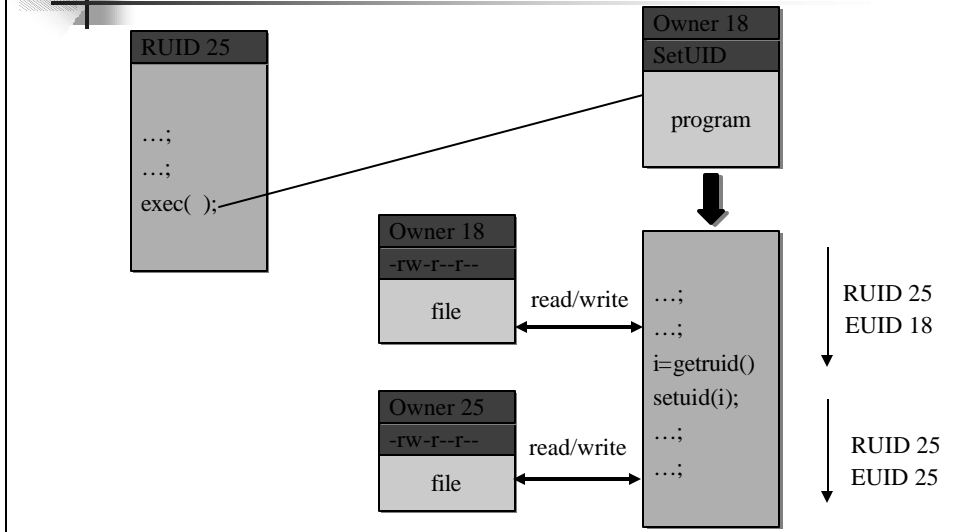 RUID 25
…;
…;
exec(  );
Owner 18
SetUID
program
Owner 18
-rw-r--r--
file
read/write
…;
…;
i=getruid()
setuid(i);
…;
…;
RUID 25
EUID 18
Owner 25
-rw-r--r--
file
read/write
RUID 25
EUID 25